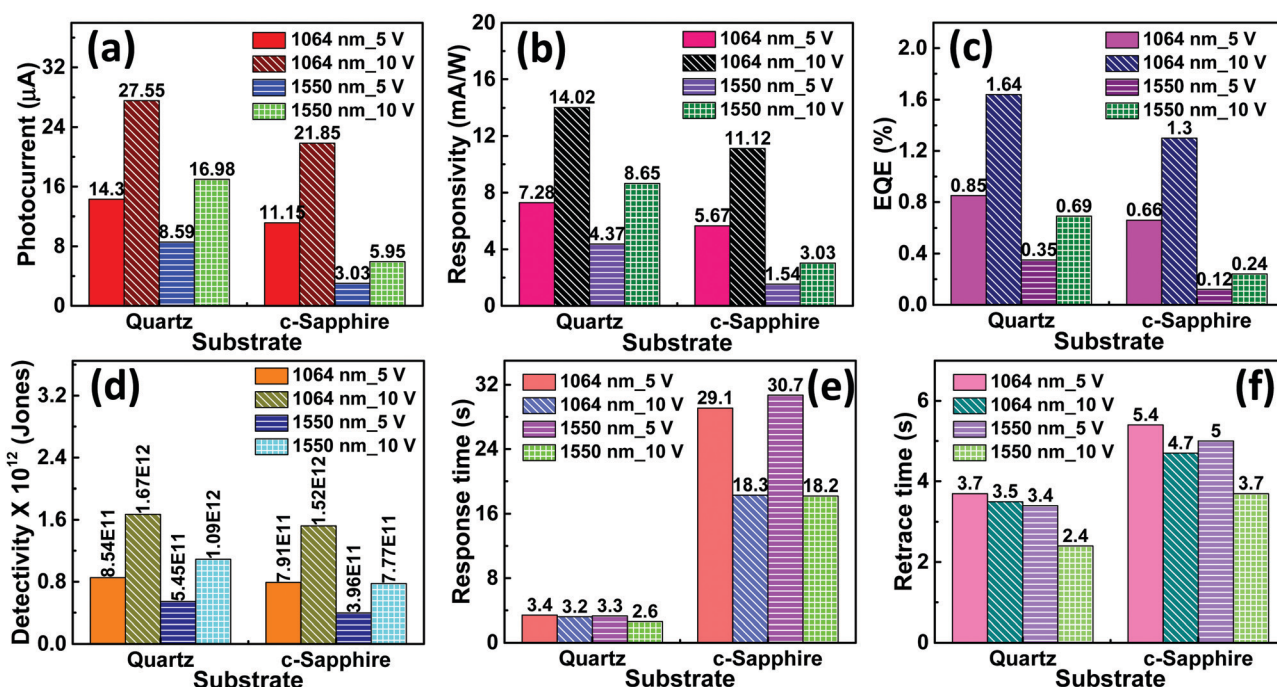 (a)
1064 nm_5 V
1064 nm_10 V
1550 nm_5 V
1550 nm_10 V
Photocurrent (µA)
36
27
18
9
0
14.3
27.55
8.59
16.98
11.15
21.85
3.03
5.95
Quartz
c-Sapphire
Substrate
(b)
1064 nm_5 V
1064 nm_10 V
1550 nm_5 V
1550 nm_10 V
Responsivity (mA/W)
20
16
12
8
4
0
7.28
14.02
4.37
8.65
5.67
11.12
1.54
3.03
Quartz
c-Sapphire
Substrate
(c)
1064 nm_5 V
1064 nm_10 V
1550 nm_5 V
1550 nm_10 V
EQE (%)
2.0
1.6
1.2
0.8
0.4
0.0
0.85
1.64
0.35
0.69
0.66
1.3
0.12
0.24
Quartz
c-Sapphire
Substrate
(d)
1064 nm_5 V
1064 nm_10 V
1550 nm_5 V
1550 nm_10 V
Detectivity X 10¹² (Jones)
3.2
2.4
1.6
0.8
0.0
8.54E11
1.67E12
5.45E11
1.09E12
7.91E11
1.52E12
3.96E11
7.77E11
Quartz
c-Sapphire
Substrate
(e)
1064 nm_5 V
1064 nm_10 V
1550 nm_5 V
1550 nm_10 V
Response time (s)
32
24
16
8
0
3.4
3.2
3.3
2.6
29.1
18.3
30.7
18.2
Quartz
c-Sapphire
Substrate
(f)
1064 nm_5 V
1064 nm_10 V
1550 nm_5 V
1550 nm_10 V
Retrace time (s)
6
4
2
0
3.7
3.5
3.4
2.4
5.4
4.7
5
3.7
Quartz
c-Sapphire
Substrate